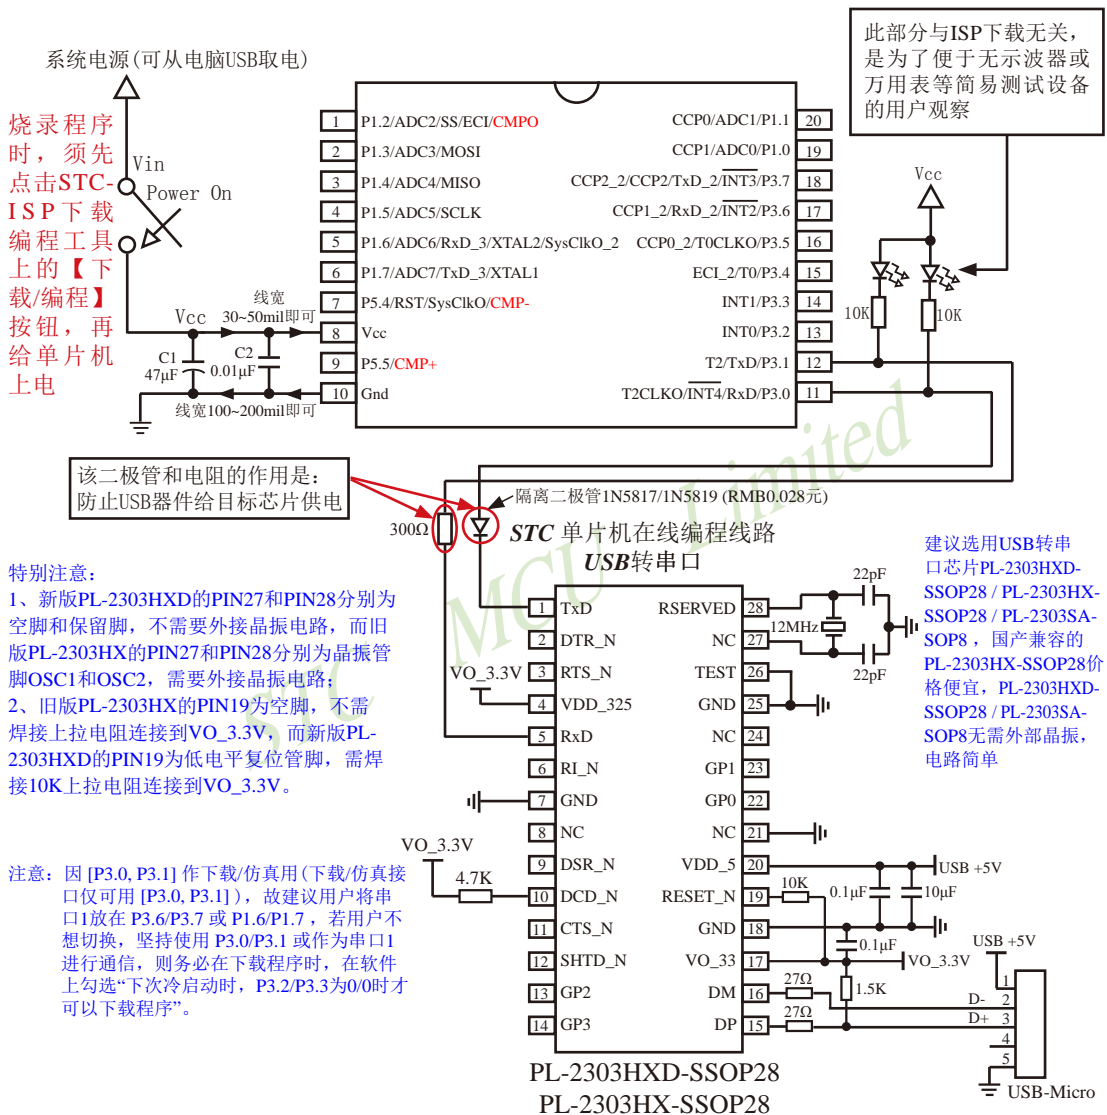 系统电源(可从电脑USB取电)
此部分与ISP下载无关，
是为了便于无示波器或
万用表等简易测试设备
的用户观察
烧录程序
时，须先
点击STC-
ISP下载
编程工具
上的【下
载/编程】
按钮，再
给单片机
上电
Vin
Power On
Vcc
线宽
30~50mil即可
C1
47μF
C2
0.01μF
线宽100~200mil即可
1 P1.2/ADC2/SS/ECI/CMPO
2 P1.3/ADC3/MOSI
3 P1.4/ADC4/MISO
4 P1.5/ADC5/SCLK
5 P1.6/ADC6/RxD_3/XTAL2/SysClkO_2
6 P1.7/ADC7/TxD_3/XTAL1
7 P5.4/RST/SysClkO/CMP-
8 Vcc
9 P5.5/CMP+
10 Gnd
CCP0/ADC1/P1.1 20
CCP1/ADC0/P1.0 19
CCP2_2/CCP2/TxD_2/INT3/P3.7 18
CCP1_2/RxD_2/INT2/P3.6 17
CCP0_2/T0CLKO/P3.5 16
ECI_2/T0/P3.4 15
INT1/P3.3 14
INT0/P3.2 13
T2/TxD/P3.1 12
T2CLKO/INT4/RxD/P3.0 11
Vcc
10K
10K
该二极管和电阻的作用是：
防止USB器件给目标芯片供电
300Ω
隔离二极管1N5817/1N5819 (RMB0.028元)
STC 单片机在线编程线路
USB转串口
STC MCU Limited
特别注意：
1、新版PL-2303HXD的PIN27和PIN28分别为
空脚和保留脚，不需要外接晶振电路，而旧
版PL-2303HX的PIN27和PIN28分别为晶振管
脚OSC1和OSC2，需要外接晶振电路；
2、旧版PL-2303HX的PIN19为空脚，不需
焊接上拉电阻连接到VO_3.3V，而新版PL-
2303HXD的PIN19为低电平复位管脚，需焊
接10K上拉电阻连接到VO_3.3V。
注意：因 [P3.0, P3.1] 作下载/仿真用(下载/仿真接
口仅可用 [P3.0, P3.1] )，故建议用户将串
口1放在 P3.6/P3.7 或 P1.6/P1.7 ，若用户不
想切换，坚持使用 P3.0/P3.1 或作为串口1
进行通信，则务必在下载程序时，在软件
上勾选“下次冷启动时，P3.2/P3.3为0/0时才
可以下载程序”。
VO_3.3V
VO_3.3V
4.7K
1 TxD
2 DTR_N
3 RTS_N
4 VDD_325
5 RxD
6 RI_N
7 GND
8 NC
9 DSR_N
10 DCD_N
11 CTS_N
12 SHTD_N
13 GP2
14 GP3
RSERVED 28
NC 27
TEST 26
GND 25
NC 24
GP1 23
GP0 22
NC 21
VDD_5 20
RESET_N 19
GND 18
VO_33 17
DM 16
DP 15
22pF
12MHz
22pF
建议选用USB转串
口芯片PL-2303HXD-
SSOP28 / PL-2303HX-
SSOP28 / PL-2303SA-
SOP8 ，国产兼容的
PL-2303HX-SSOP28价
格便宜，PL-2303HXD-
SSOP28 / PL-2303SA-
SOP8无需外部晶振，
电路简单
USB +5V
10K
0.1μF
10μF
0.1μF
VO_3.3V
27Ω
1.5K
27Ω
USB +5V
D-
D+
1
2
3
4
5
USB-Micro
PL-2303HXD-SSOP28
PL-2303HX-SSOP28